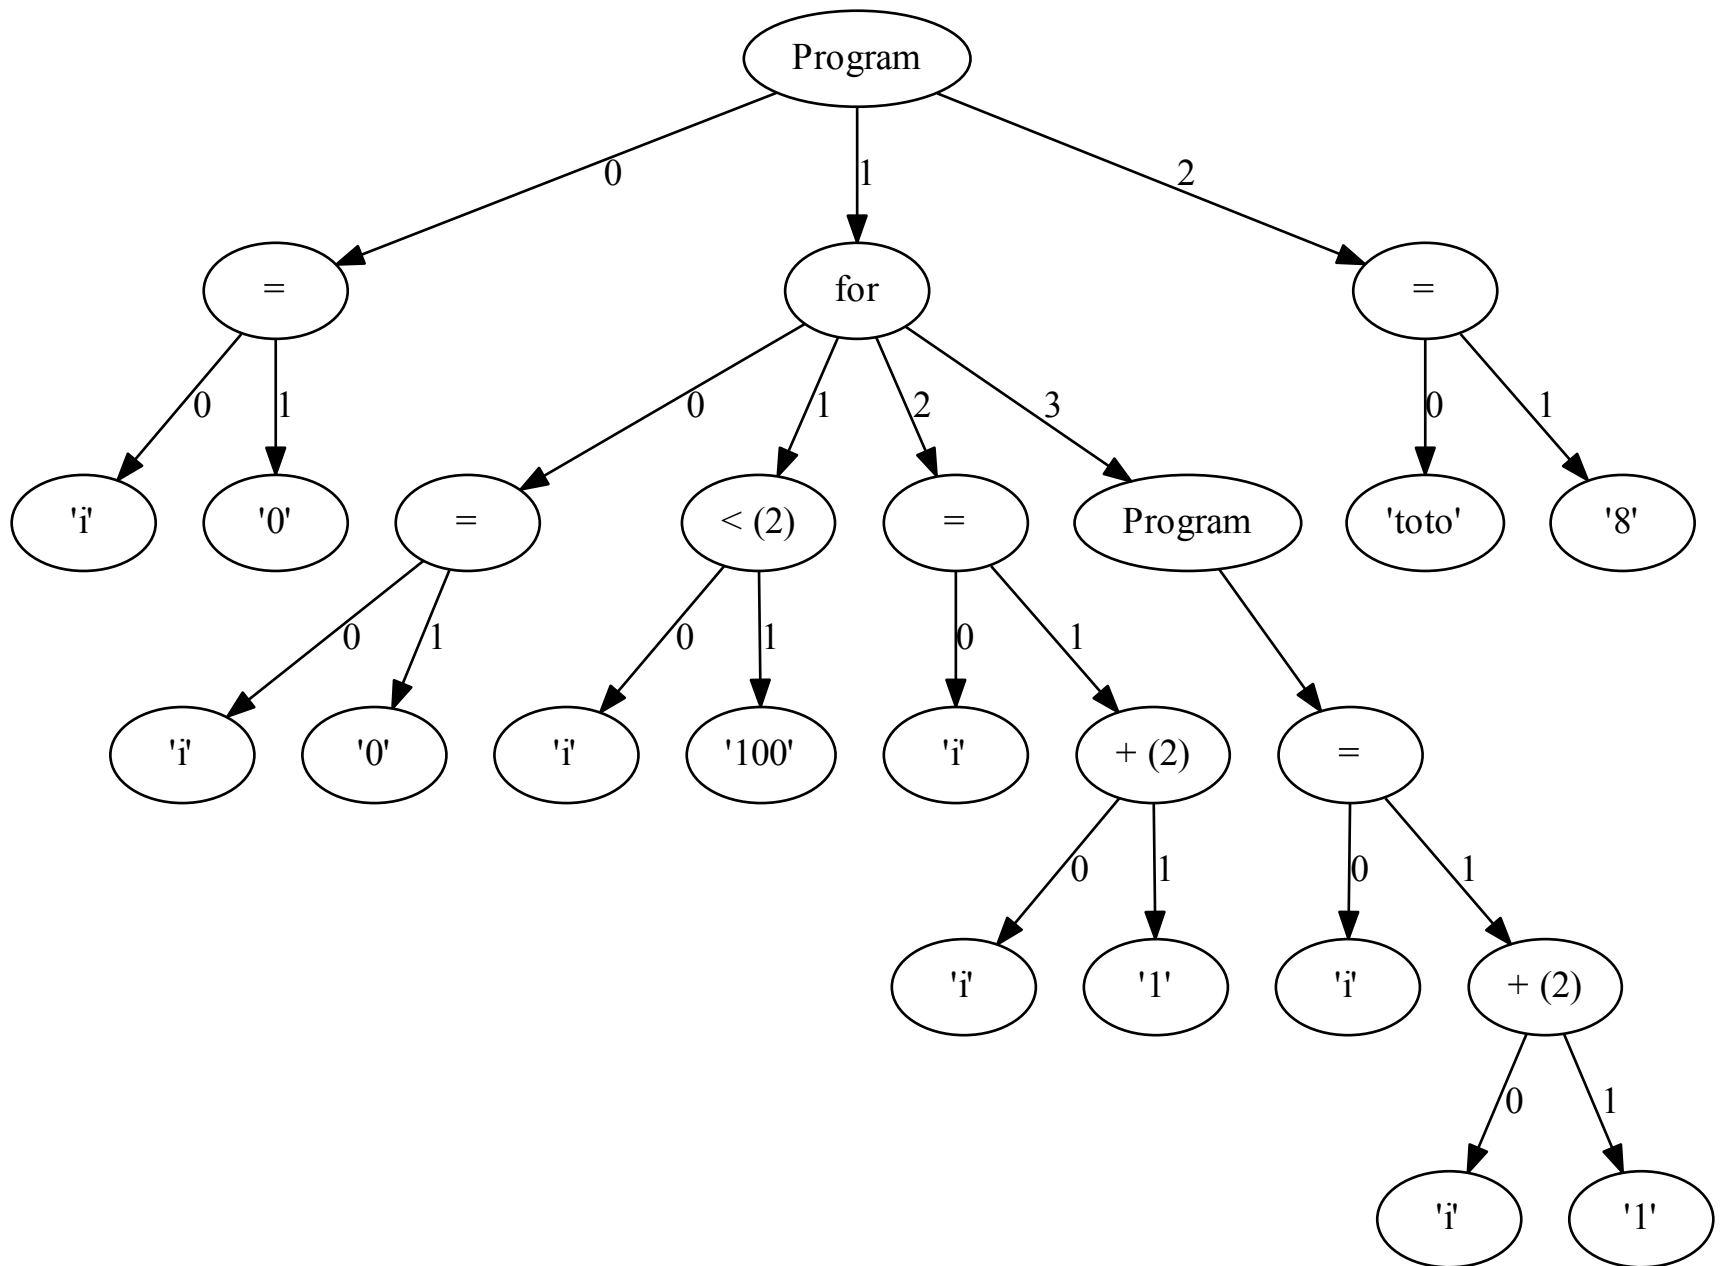 Program
0 1 2
= for =
0 1 0 1 2 3 0 1
'i' '0' = < (2) = Program 'toto' '8'
0 1 0 1 0 1
'i' '0' 'i' '100' 'i' + (2) =
0 1 0 1
'i' '1' 'i' + (2)
0 1
'i' '1'